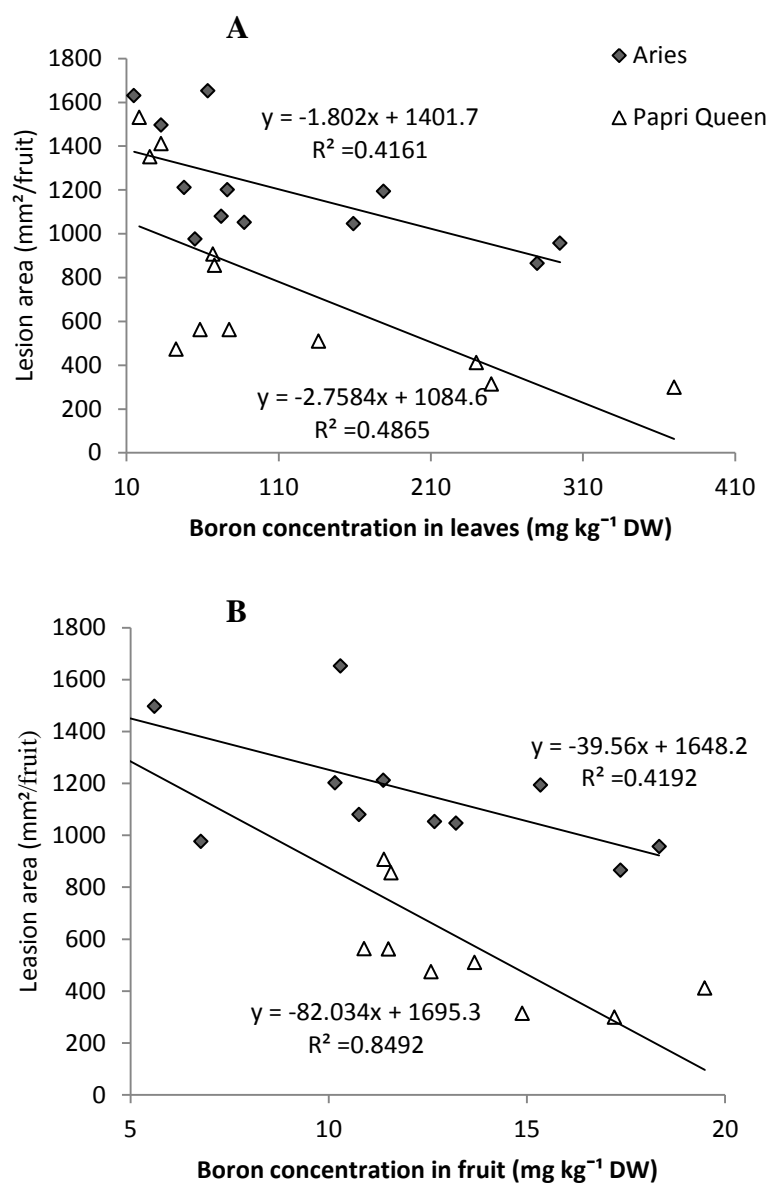 A
Aries
Papri Queen
1800
1600
1400
1200
1000
800
600
400
200
0
Lesion area (mm²/fruit)
y = -1.802x + 1401.7
R² =0.4161
y = -2.7584x + 1084.6
R² =0.4865
10
110
210
310
410
Boron concentration in leaves (mg kg⁻¹ DW)
B
1800
1600
1400
1200
1000
800
600
400
200
0
Leasion area (mm²/fruit)
y = -39.56x + 1648.2
R² =0.4192
y = -82.034x + 1695.3
R² =0.8492
5
10
15
20
Boron concentration in fruit (mg kg⁻¹ DW)